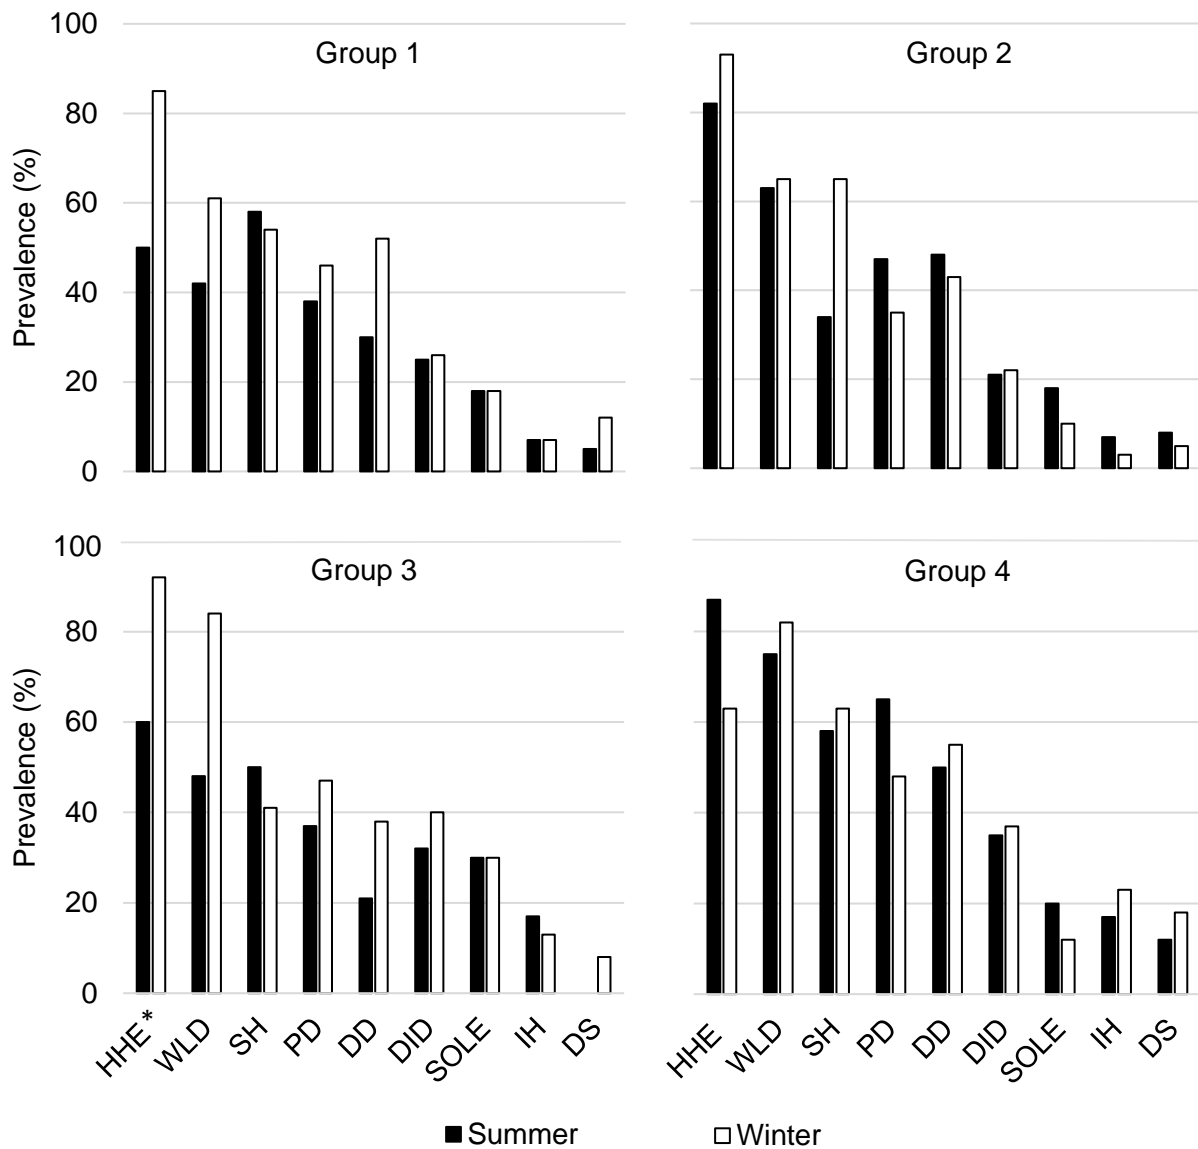 Group 1
Group 2
Prevalence (%)
100
80
60
40
20
0
Group 3
Group 4
Prevalence (%)
100
80
60
40
20
0
HHE* WLD SH PD DD DID SOLE IH DS
HHE WLD SH PD DD DID SOLE IH DS
Summer Winter